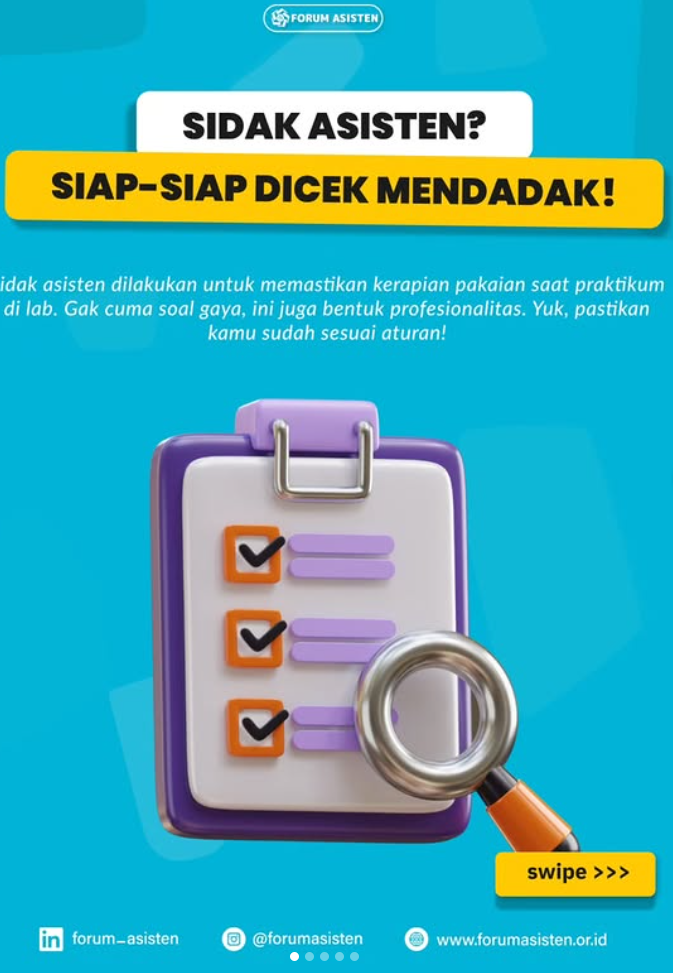 FORUM ASISTEN
SIDAK ASISTEN?
SIAP-SIAP DICEK MENDADAK!
idak asisten dilakukan untuk memastikan kerapian pakaian saat praktikum
di lab. Gak cuma soal gaya, ini juga bentuk profesionalitas. Yuk, pastikan
kamu sudah sesuai aturan!
swipe >>>
in forum_asisten
@forumasisten
www.forumasisten.or.id